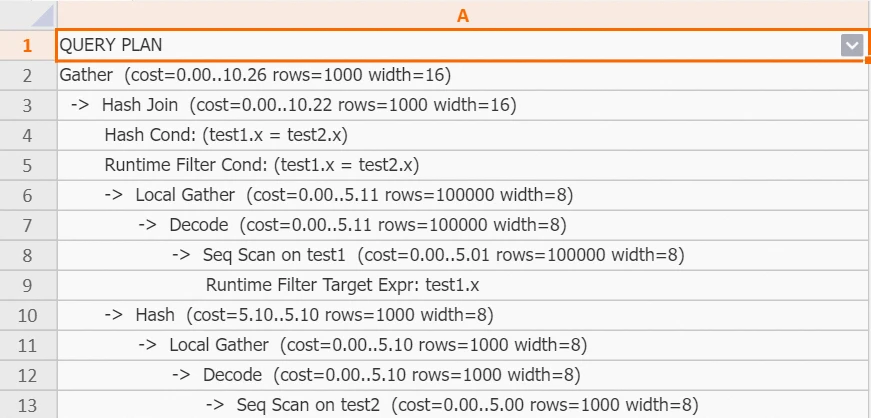 A
1 QUERY PLAN
2 Gather (cost=0.00..10.26 rows=1000 width=16)
3 -> Hash Join (cost=0.00..10.22 rows=1000 width=16)
4 Hash Cond: (test1.x = test2.x)
5 Runtime Filter Cond: (test1.x = test2.x)
6 -> Local Gather (cost=0.00..5.11 rows=100000 width=8)
7 -> Decode (cost=0.00..5.11 rows=100000 width=8)
8 -> Seq Scan on test1 (cost=0.00..5.01 rows=100000 width=8)
9 Runtime Filter Target Expr: test1.x
10 -> Hash (cost=5.10..5.10 rows=1000 width=8)
11 -> Local Gather (cost=0.00..5.10 rows=1000 width=8)
12 -> Decode (cost=0.00..5.10 rows=1000 width=8)
13 -> Seq Scan on test2 (cost=0.00..5.00 rows=1000 width=8)